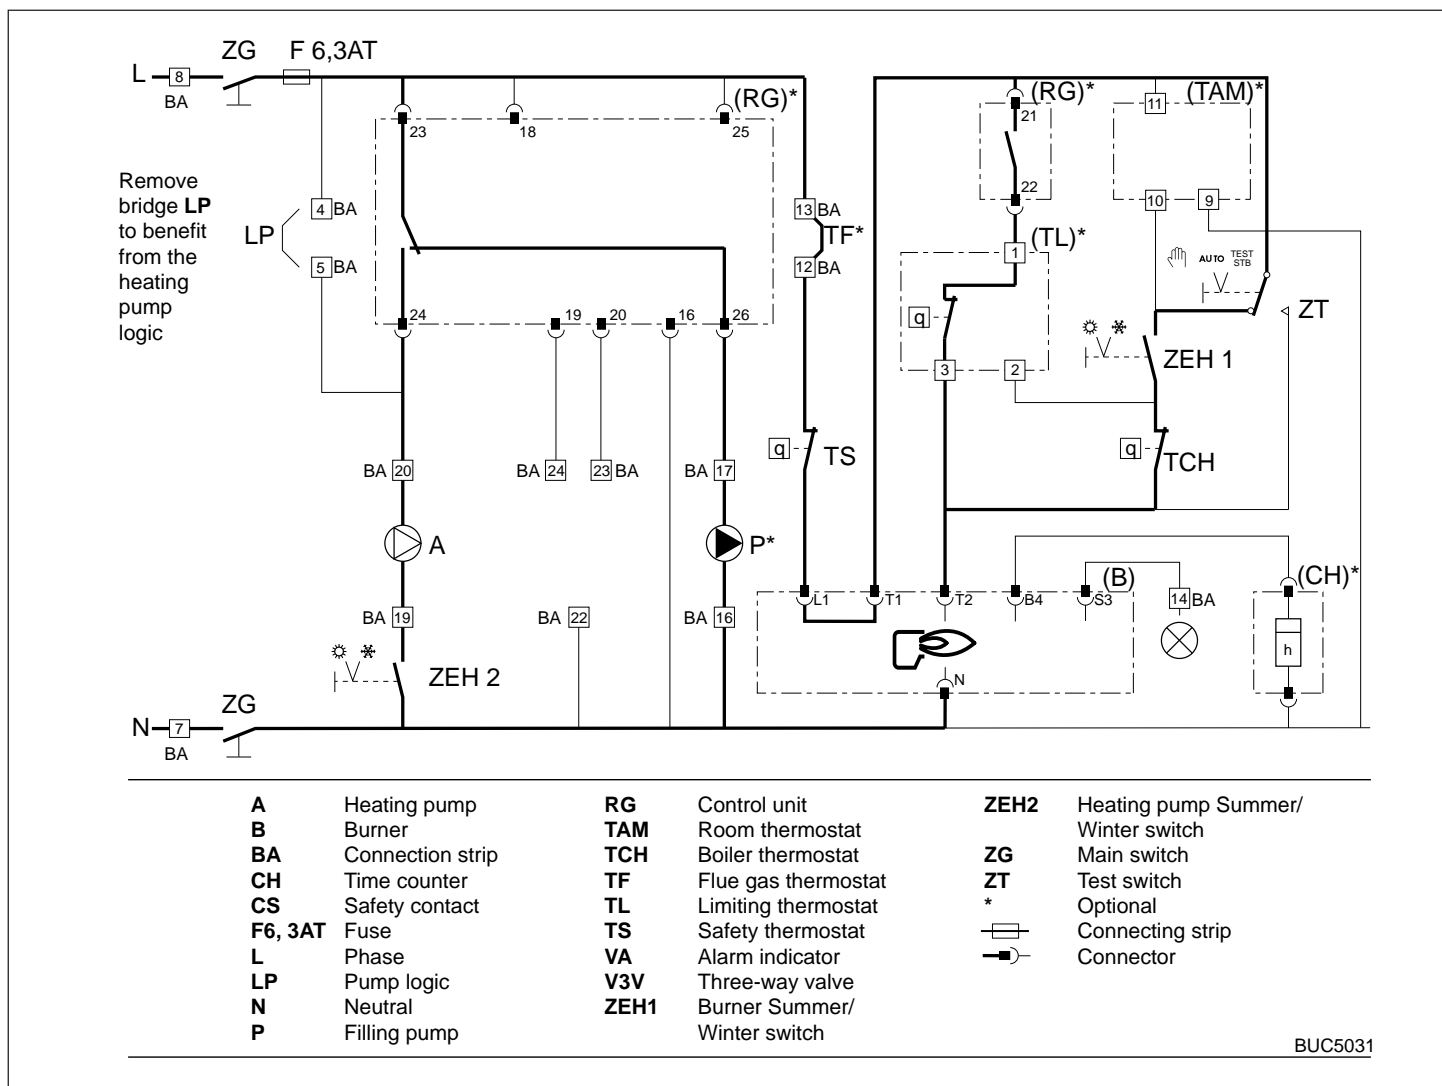 ZG F 6,3AT
L 8
BA
(RG)*
23 18 25
Remove
bridge LP
to benefit
from the
heating
pump
logic
LP
4 BA
5 BA
24 19 20 16 26
13 BA
TF*
12 BA
(RG)*
21
22
(TAM)*
11
10 9
(TL)*
1
q
3 2
AUTO TEST
STB
ZT
ZEH 1
q TCH
q TS
BA 20 BA 24 23 BA BA 17
A P*
BA 19 BA 22 BA 16
ZEH 2
L1 T1 T2 B4 S3 (B)
14 BA
(CH)*
h
N
ZG
N 7
BA
A Heating pump
B Burner
BA Connection strip
CH Time counter
CS Safety contact
F6, 3AT Fuse
L Phase
LP Pump logic
N Neutral
P Filling pump
RG Control unit
TAM Room thermostat
TCH Boiler thermostat
TF Flue gas thermostat
TL Limiting thermostat
TS Safety thermostat
VA Alarm indicator
V3V Three-way valve
ZEH1 Burner Summer/
Winter switch
ZEH2 Heating pump Summer/
Winter switch
ZG Main switch
ZT Test switch
* Optional
Connecting strip
Connector
BUC5031